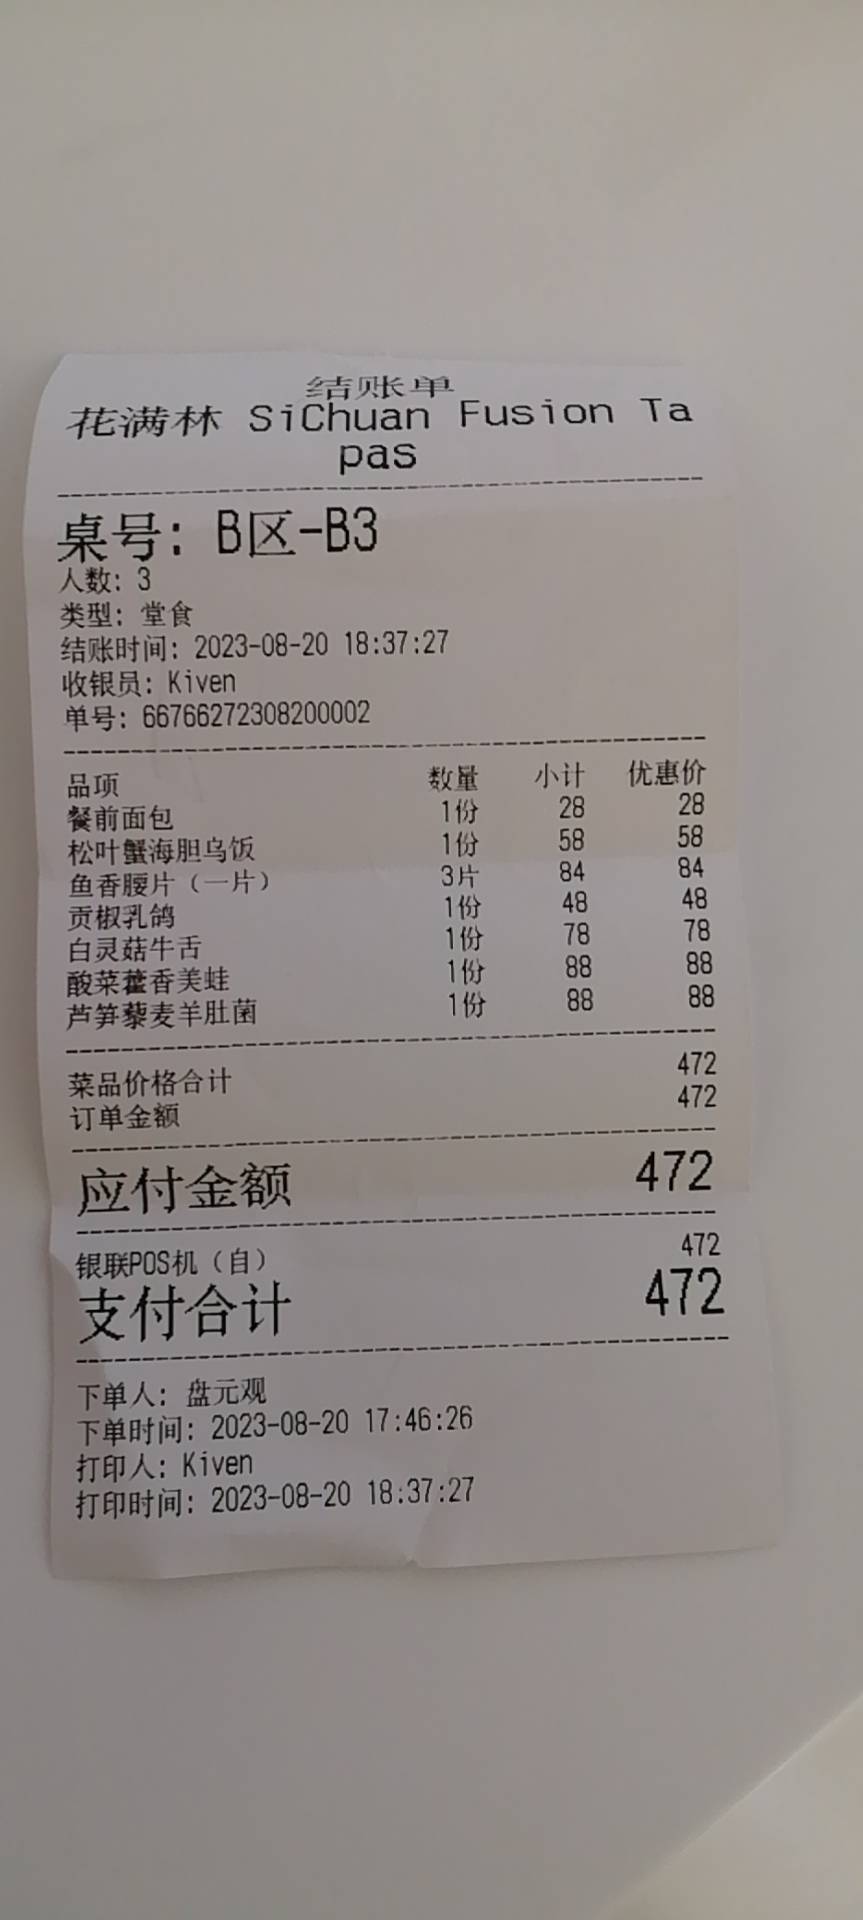 结账单
花满林 SiChuan Fusion Ta
pas
桌号: B区-B3
人数: 3
类型: 堂食
结账时间: 2023-08-20 18:37:27
收银员: Kiven
单号: 66766272308200002
品项 数量 小计 优惠价
餐前面包 1份 28 28
松叶蟹海胆乌饭 1份 58 58
鱼香腰片（一片） 3片 84 84
贡椒乳鸽 1份 48 48
白灵菇牛舌 1份 78 78
酸菜藿香美蛙 1份 88 88
芦笋藜麦羊肚菌 1份 88 88
菜品价格合计 472
订单金额 472
应付金额 472
银联POS机（自） 472
支付合计 472
下单人: 盘元观
下单时间: 2023-08-20 17:46:26
打印人: Kiven
打印时间: 2023-08-20 18:37:27